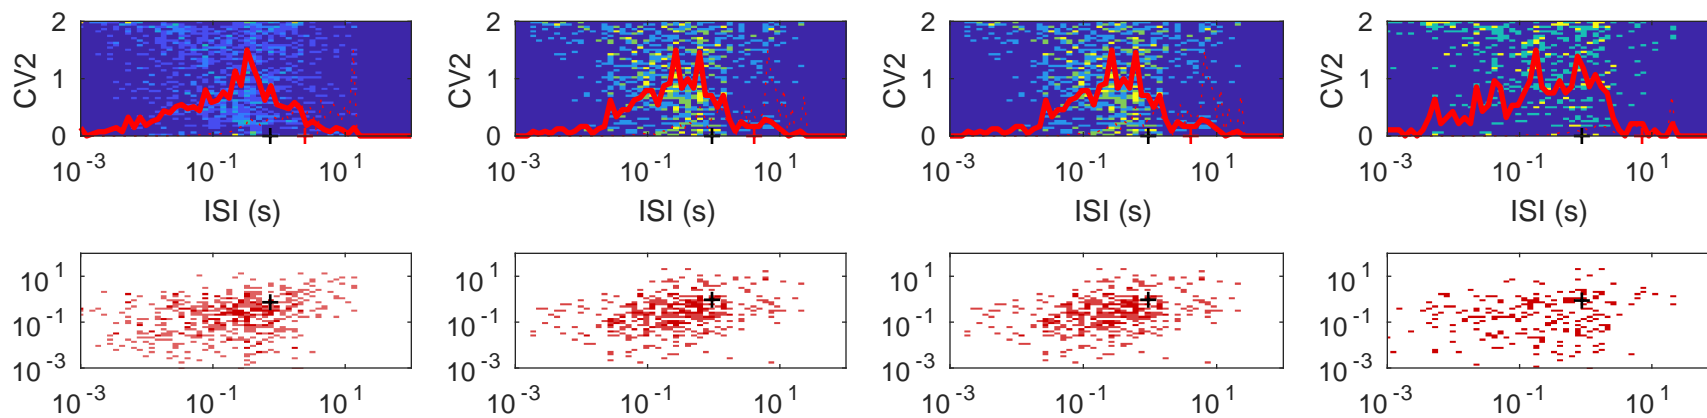 2 2 2 2
CV2 CV2 CV2 CV2
1 1 1 1
0 0 0 0
10^-3 10^-1 10^1 10^-3 10^-1 10^1 10^-3 10^-1 10^1 10^-3 10^-1 10^1
ISI (s) ISI (s) ISI (s) ISI (s)
10^1 10^1 10^1 10^1
10^-1 10^-1 10^-1 10^-1
10^-3 10^-3 10^-3 10^-3
10^-3 10^-1 10^1 10^-3 10^-1 10^1 10^-3 10^-1 10^1 10^-3 10^-1 10^1